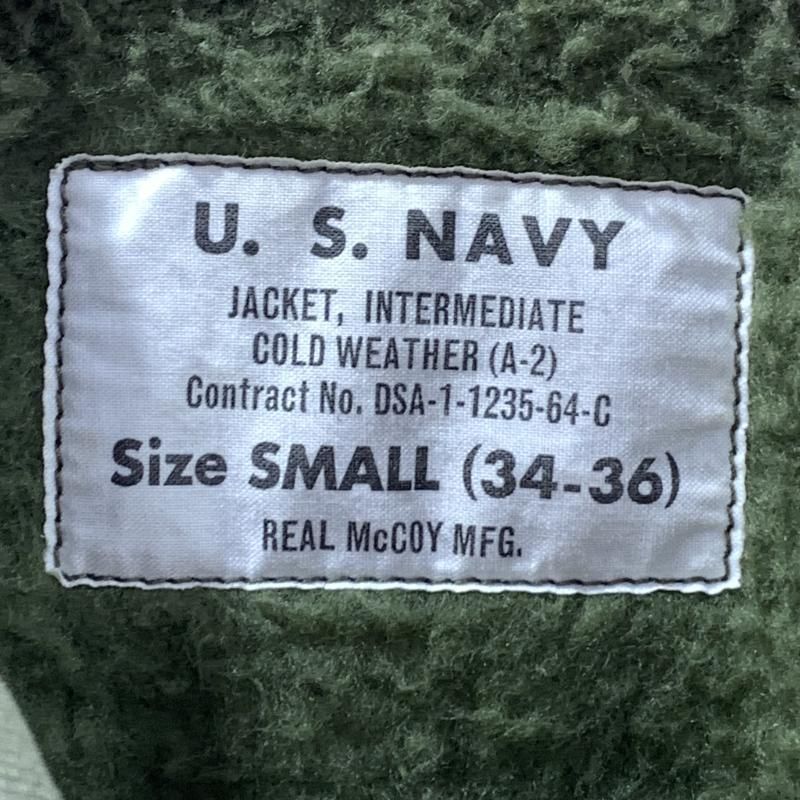 U. S. NAVY
JACKET, INTERMEDIATE
COLD WEATHER (A-2)
Contract No. DSA-1-1235-64-C
Size SMALL (34-36)
REAL McCOY MFG.